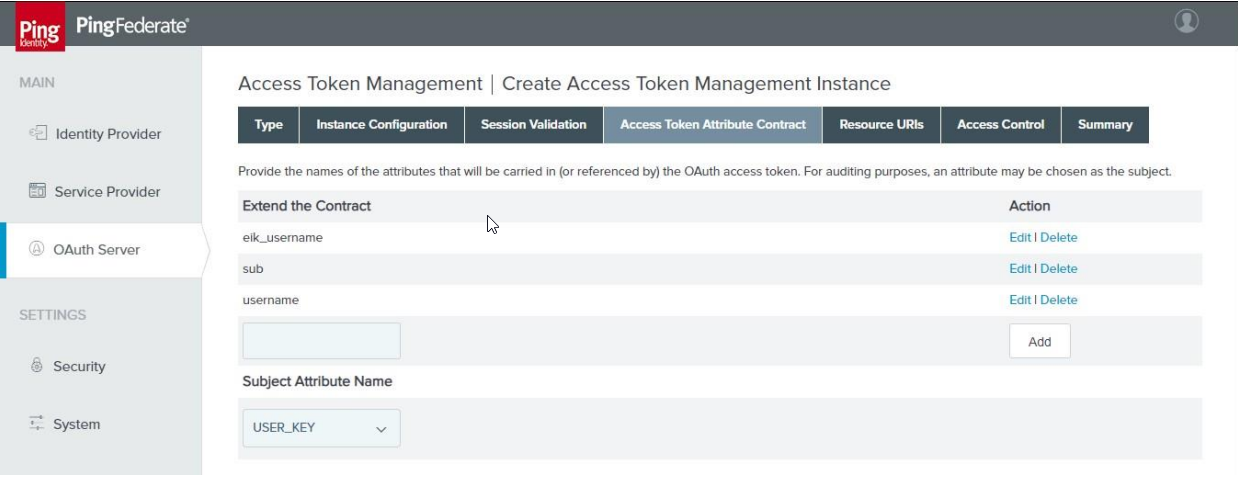 Ping
Identity
PingFederate®
MAIN
Identity Provider
Service Provider
OAuth Server
SETTINGS
Security
System
Access Token Management | Create Access Token Management Instance
Type Instance Configuration Session Validation Access Token Attribute Contract Resource URIs Access Control Summary
Provide the names of the attributes that will be carried in (or referenced by) the OAuth access token. For auditing purposes, an attribute may be chosen as the subject.
Extend the Contract Action
eik_username Edit | Delete
sub Edit | Delete
username Edit | Delete
Add
Subject Attribute Name
USER_KEY